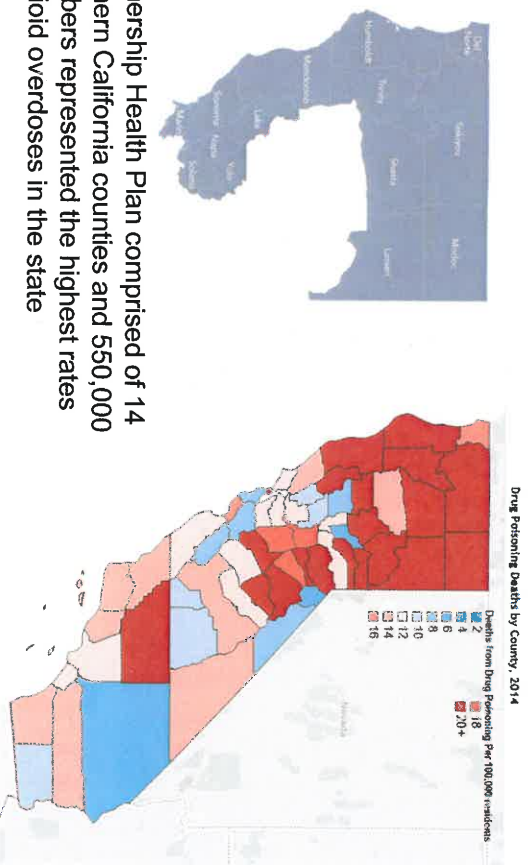 Del
Norte
Siskiyou
Modoc
Humboldt
Trinity
Shasta
Lassen
Mendocino
Lake
Sonoma
Napa
Yolo
Marin
Solano
nership Health Plan comprised of 14
hern California counties and 550,000
bers represented the highest rates
ioid overdoses in the state
Drug Poisoning Deaths by County, 2014
Deaths from Drug Poisoning Per 100,000 residents
2
4
6
8
10
12
14
16
18
20+
Nevada